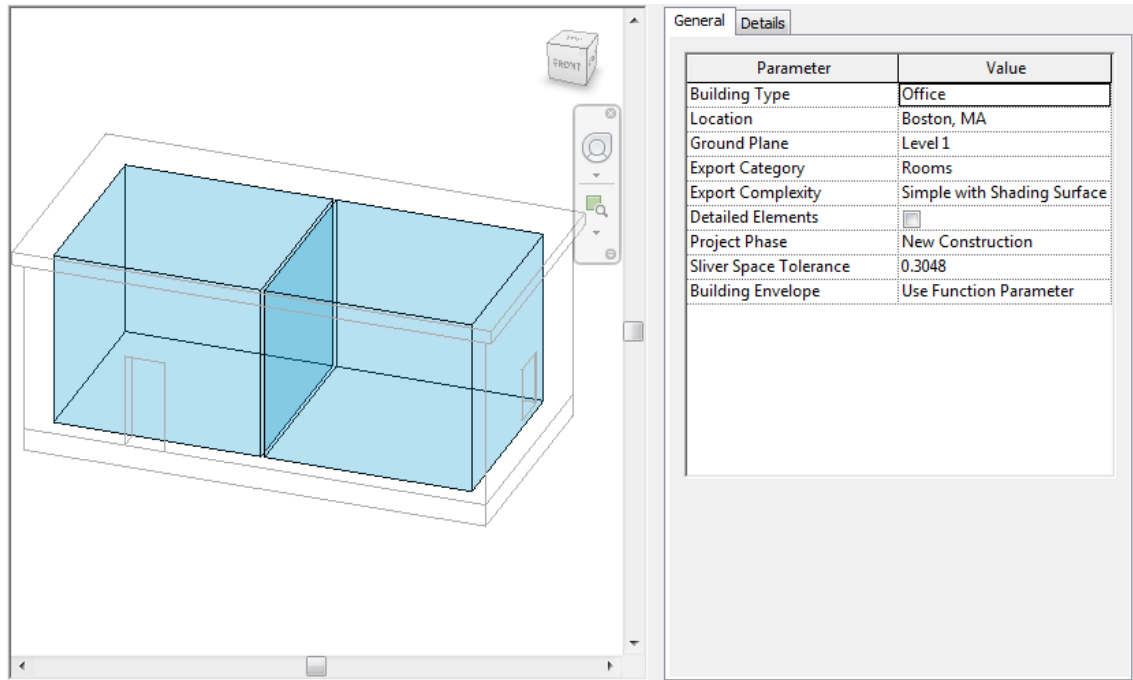 FRONT
General Details
Parameter Value
Building Type Office
Location Boston, MA
Ground Plane Level 1
Export Category Rooms
Export Complexity Simple with Shading Surface
Detailed Elements
Project Phase New Construction
Sliver Space Tolerance 0.3048
Building Envelope Use Function Parameter